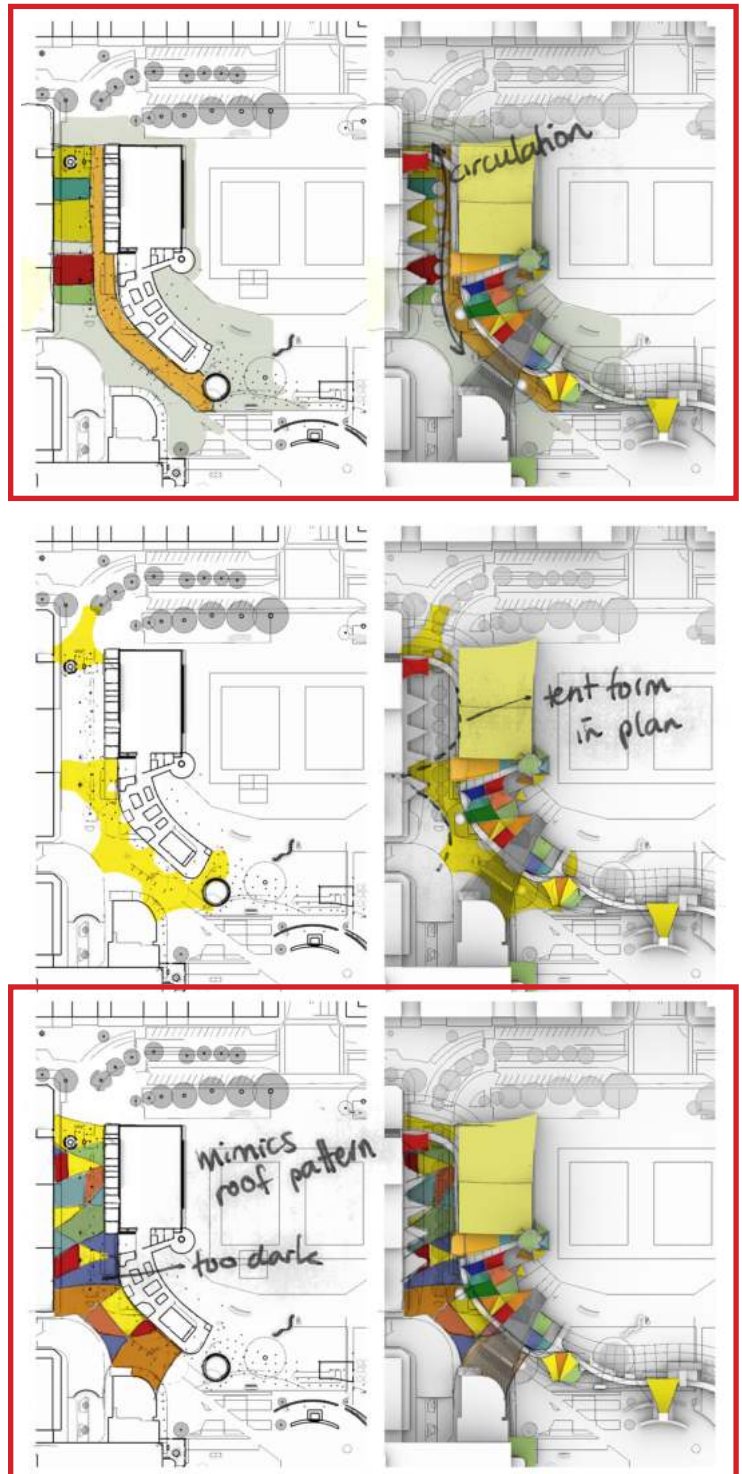 circulation
tent form
in plan
mimics
roof pattern
too dark